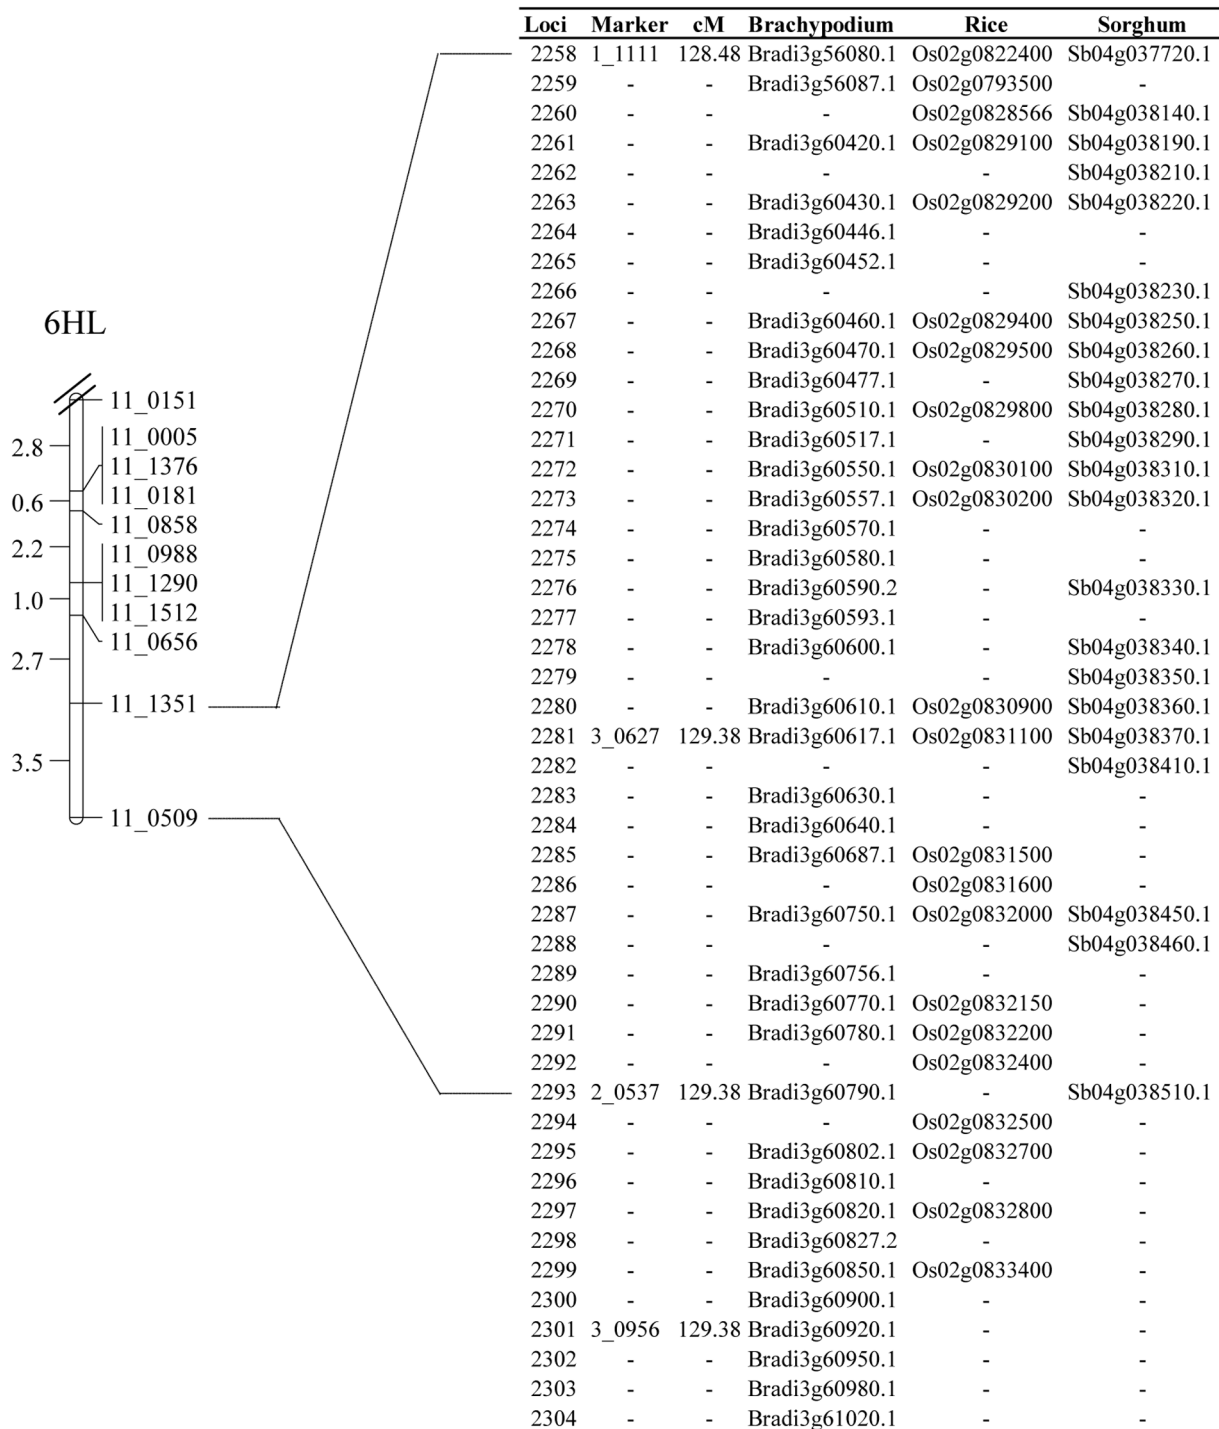 6HL
11_0151
2.8
11_0005
11_1376
11_0181
0.6
11_0858
2.2
11_0988
11_1290
1.0
11_1512
11_0656
2.7
11_1351
3.5
11_0509
Loci Marker cM Brachypodium Rice Sorghum
2258 1_1111 128.48 Bradi3g56080.1 Os02g0822400 Sb04g037720.1
2259 - - Bradi3g56087.1 Os02g0793500 -
2260 - - - Os02g0828566 Sb04g038140.1
2261 - - Bradi3g60420.1 Os02g0829100 Sb04g038190.1
2262 - - - - Sb04g038210.1
2263 - - Bradi3g60430.1 Os02g0829200 Sb04g038220.1
2264 - - Bradi3g60446.1 - -
2265 - - Bradi3g60452.1 - -
2266 - - - - Sb04g038230.1
2267 - - Bradi3g60460.1 Os02g0829400 Sb04g038250.1
2268 - - Bradi3g60470.1 Os02g0829500 Sb04g038260.1
2269 - - Bradi3g60477.1 - Sb04g038270.1
2270 - - Bradi3g60510.1 Os02g0829800 Sb04g038280.1
2271 - - Bradi3g60517.1 - Sb04g038290.1
2272 - - Bradi3g60550.1 Os02g0830100 Sb04g038310.1
2273 - - Bradi3g60557.1 Os02g0830200 Sb04g038320.1
2274 - - Bradi3g60570.1 - -
2275 - - Bradi3g60580.1 - -
2276 - - Bradi3g60590.2 - Sb04g038330.1
2277 - - Bradi3g60593.1 - -
2278 - - Bradi3g60600.1 - Sb04g038340.1
2279 - - - - Sb04g038350.1
2280 - - Bradi3g60610.1 Os02g0830900 Sb04g038360.1
2281 3_0627 129.38 Bradi3g60617.1 Os02g0831100 Sb04g038370.1
2282 - - - - Sb04g038410.1
2283 - - Bradi3g60630.1 - -
2284 - - Bradi3g60640.1 - -
2285 - - Bradi3g60687.1 Os02g0831500 -
2286 - - - Os02g0831600 -
2287 - - Bradi3g60750.1 Os02g0832000 Sb04g038450.1
2288 - - - - Sb04g038460.1
2289 - - Bradi3g60756.1 - -
2290 - - Bradi3g60770.1 Os02g0832150 -
2291 - - Bradi3g60780.1 Os02g0832200 -
2292 - - - Os02g0832400 -
2293 2_0537 129.38 Bradi3g60790.1 - Sb04g038510.1
2294 - - - Os02g0832500 -
2295 - - Bradi3g60802.1 Os02g0832700 -
2296 - - Bradi3g60810.1 - -
2297 - - Bradi3g60820.1 Os02g0832800 -
2298 - - Bradi3g60827.2 - -
2299 - - Bradi3g60850.1 Os02g0833400 -
2300 - - Bradi3g60900.1 - -
2301 3_0956 129.38 Bradi3g60920.1 - -
2302 - - Bradi3g60950.1 - -
2303 - - Bradi3g60980.1 - -
2304 - - Bradi3g61020.1 - -